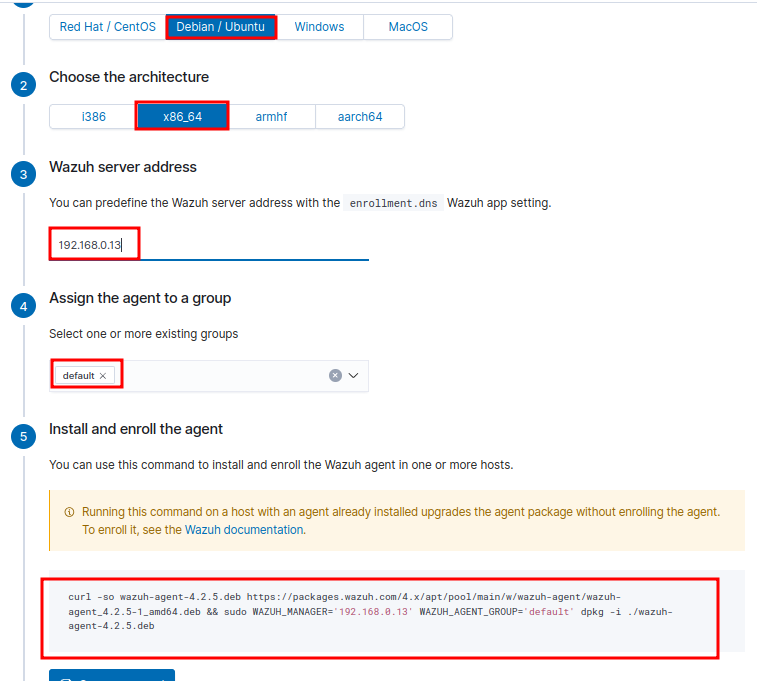 Red Hat / CentOS Debian / Ubuntu Windows MacOS
2 Choose the architecture
i386 x86_64 armhf aarch64
3 Wazuh server address
You can predefine the Wazuh server address with the enrollment.dns Wazuh app setting.
192.168.0.13
4 Assign the agent to a group
Select one or more existing groups
default ×
5 Install and enroll the agent
You can use this command to install and enroll the Wazuh agent in one or more hosts.
Running this command on a host with an agent already installed upgrades the agent package without enrolling the agent.
To enroll it, see the Wazuh documentation.
curl -so wazuh-agent-4.2.5.deb https://packages.wazuh.com/4.x/apt/pool/main/w/wazuh-agent/wazuh-
agent_4.2.5-1_amd64.deb && sudo WAZUH_MANAGER='192.168.0.13' WAZUH_AGENT_GROUP='default' dpkg -i ./wazuh-
agent-4.2.5.deb